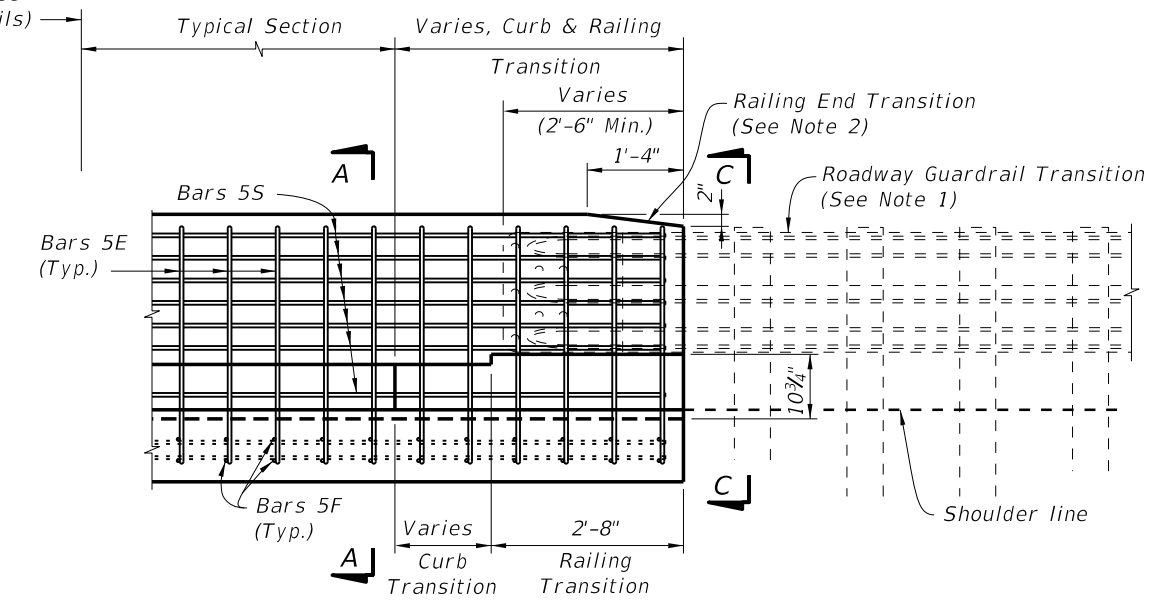 ils)
Typical Section
Varies, Curb & Railing
Transition
Varies
(2'-6" Min.)
1'-4"
Railing End Transition
(See Note 2)
A
C
2"
Roadway Guardrail Transition
(See Note 1)
Bars 5S
Bars 5E
(Typ.)
10¾"
Bars 5F
(Typ.)
C
Shoulder line
A
Varies
Curb
Transition
2'-8"
Railing
Transition